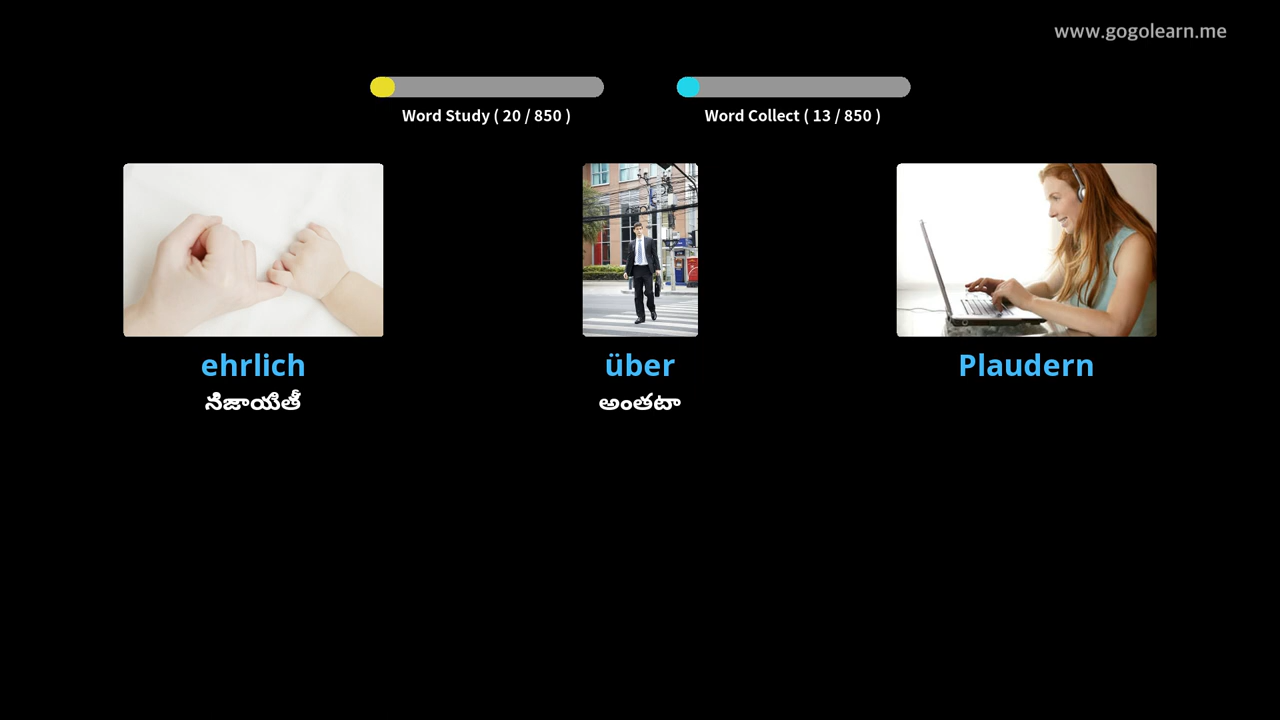 www.gogolearn.me
Word Study ( 20 / 850 )
Word Collect ( 13 / 850 )
ehrlich
నిజాయితీ
über
అంతటా
Plaudern